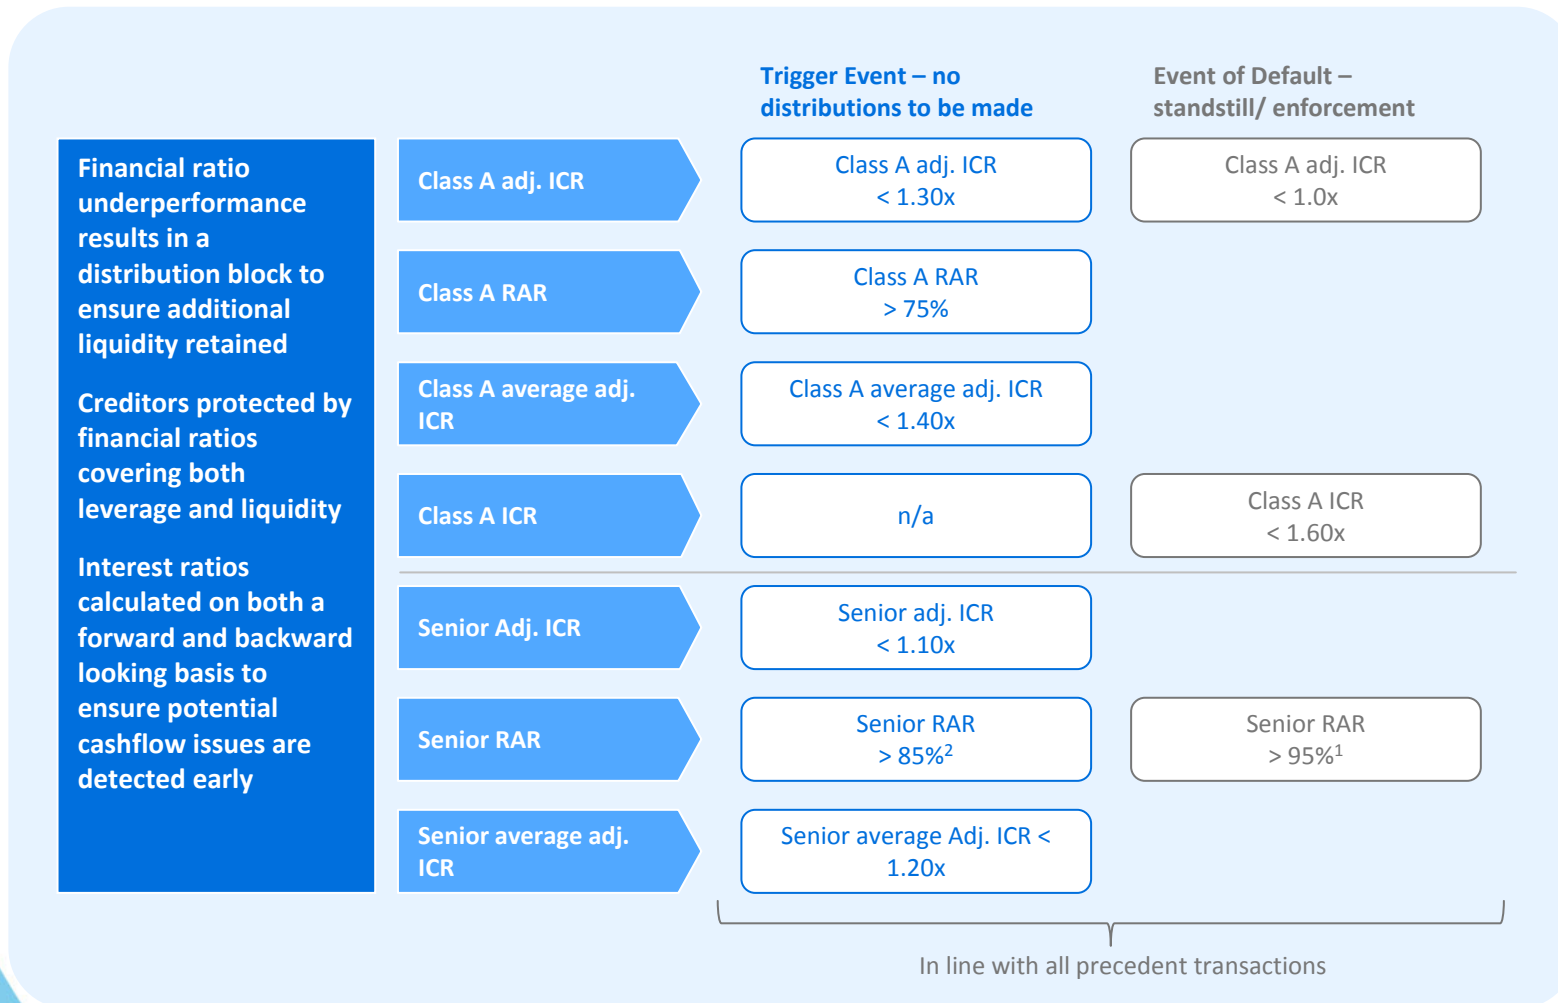 Trigger Event – no
distributions to be made
Event of Default –
standstill/ enforcement
Financial ratio
underperformance
results in a
distribution block to
ensure additional
liquidity retained
Creditors protected by
financial ratios
covering both
leverage and liquidity
Interest ratios
calculated on both a
forward and backward
looking basis to
ensure potential
cashflow issues are
detected early
Class A adj. ICR
Class A adj. ICR
< 1.30x
Class A adj. ICR
< 1.0x
Class A RAR
Class A RAR
> 75%
Class A average adj.
ICR
Class A average adj. ICR
< 1.40x
Class A ICR
n/a
Class A ICR
< 1.60x
Senior Adj. ICR
Senior adj. ICR
< 1.10x
Senior RAR
Senior RAR
> 85%²
Senior RAR
> 95%¹
Senior average adj.
ICR
Senior average Adj. ICR <
1.20x
In line with all precedent transactions